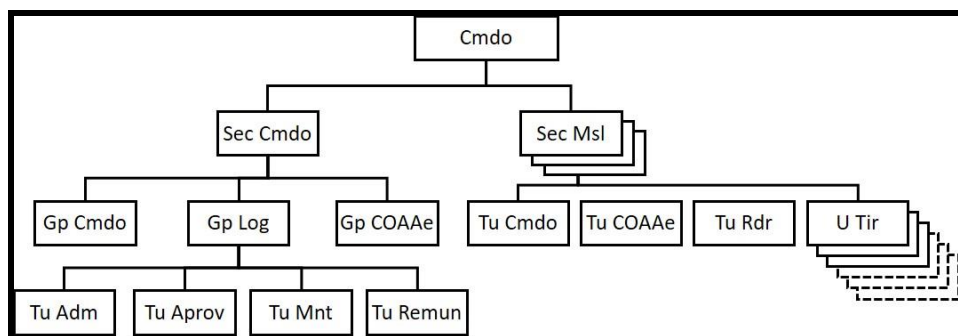 Cmdo
Sec Cmdo
Sec Msl
Gp Cmdo
Gp Log
Gp COAAe
Tu Cmdo
Tu COAAe
Tu Rdr
U Tir
Tu Adm
Tu Aprov
Tu Mnt
Tu Remun